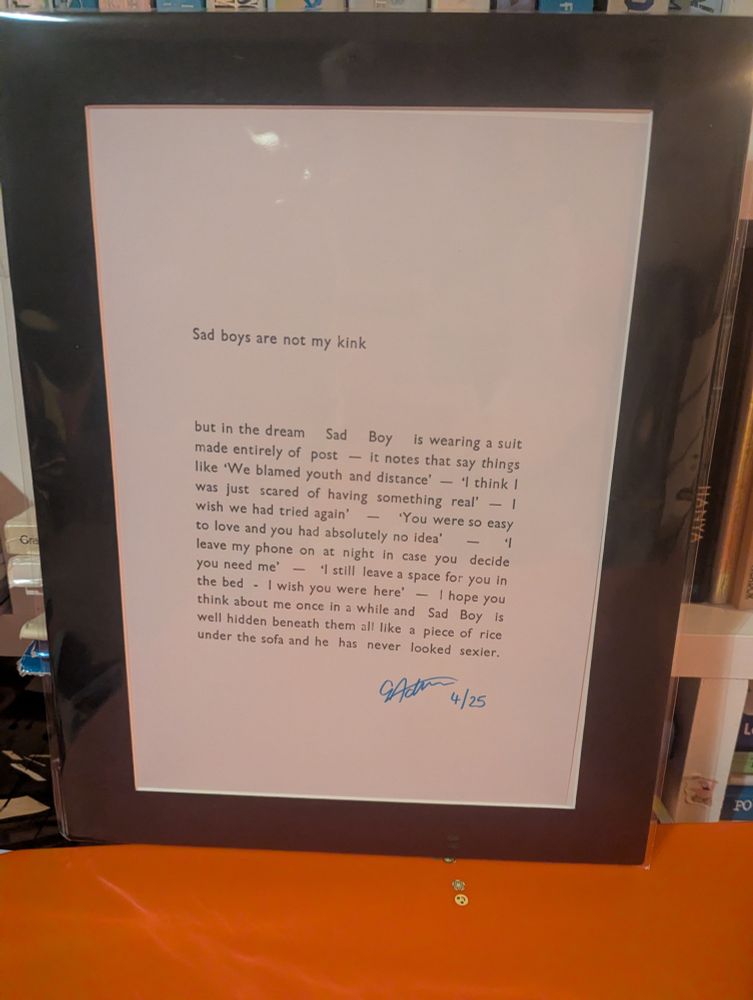 Sad boys are not my kink
but in the dream Sad Boy is wearing a suit
made entirely of post — it notes that say things
like ‘We blamed youth and distance’ — ‘I think I
was just scared of having something real’ — I
wish we had tried again’ — ‘You were so easy
to love and you had absolutely no idea’ — ‘I
leave my phone on at night in case you decide
you need me’ — ‘I still leave a space for you in
the bed - I wish you were here’ — I hope you
think about me once in a while and Sad Boy is
well hidden beneath them all like a piece of rice
under the sofa and he has never looked sexier.
4/25
HANYA